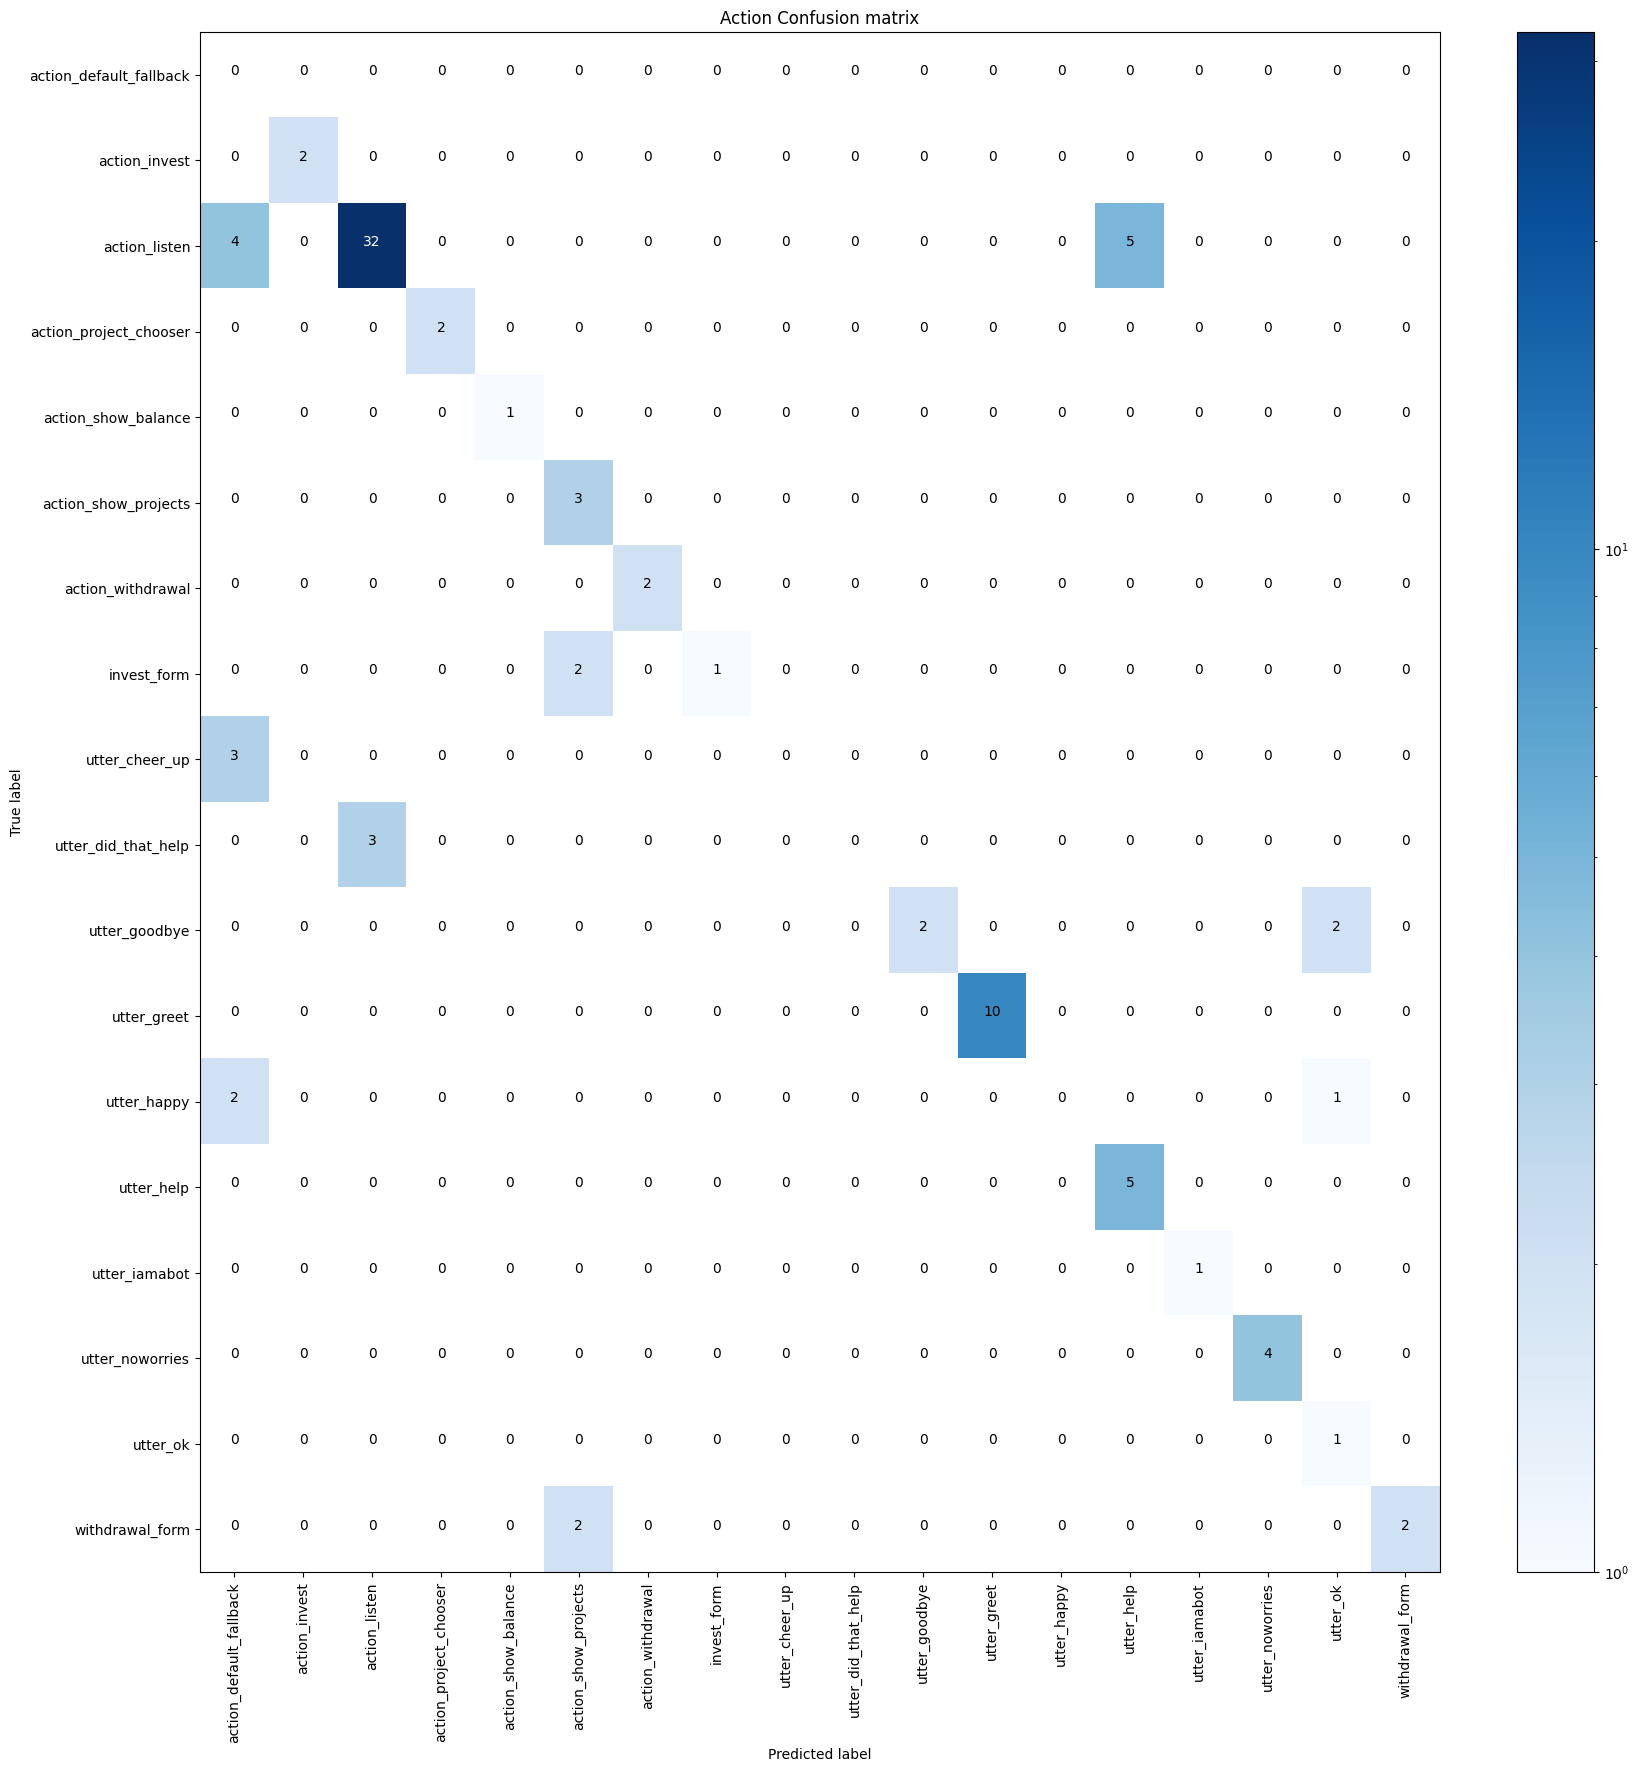 Action Confusion matrix
True label
action_default_fallback 0 0 0 0 0 0 0 0 0 0 0 0 0 0 0 0 0 0
action_invest 0 2 0 0 0 0 0 0 0 0 0 0 0 0 0 0 0 0
action_listen 4 0 32 0 0 0 0 0 0 0 0 0 0 5 0 0 0 0
action_project_chooser 0 0 0 2 0 0 0 0 0 0 0 0 0 0 0 0 0 0
action_show_balance 0 0 0 0 1 0 0 0 0 0 0 0 0 0 0 0 0 0
action_show_projects 0 0 0 0 0 3 0 0 0 0 0 0 0 0 0 0 0 0
action_withdrawal 0 0 0 0 0 0 2 0 0 0 0 0 0 0 0 0 0 0
invest_form 0 0 0 0 0 2 0 1 0 0 0 0 0 0 0 0 0 0
utter_cheer_up 3 0 0 0 0 0 0 0 0 0 0 0 0 0 0 0 0 0
utter_did_that_help 0 0 3 0 0 0 0 0 0 0 0 0 0 0 0 0 0 0
utter_goodbye 0 0 0 0 0 0 0 0 0 0 2 0 0 0 0 0 2 0
utter_greet 0 0 0 0 0 0 0 0 0 0 0 10 0 0 0 0 0 0
utter_happy 2 0 0 0 0 0 0 0 0 0 0 0 0 0 0 0 1 0
utter_help 0 0 0 0 0 0 0 0 0 0 0 0 0 5 0 0 0 0
utter_iamabot 0 0 0 0 0 0 0 0 0 0 0 0 0 0 1 0 0 0
utter_noworries 0 0 0 0 0 0 0 0 0 0 0 0 0 0 0 4 0 0
utter_ok 0 0 0 0 0 0 0 0 0 0 0 0 0 0 0 0 1 0
withdrawal_form 0 0 0 0 0 2 0 0 0 0 0 0 0 0 0 0 0 2
action_default_fallback
action_invest
action_listen
action_project_chooser
action_show_balance
action_show_projects
action_withdrawal
invest_form
utter_cheer_up
utter_did_that_help
utter_goodbye
utter_greet
utter_happy
utter_help
utter_iamabot
utter_noworries
utter_ok
withdrawal_form
Predicted label
10¹
10⁰